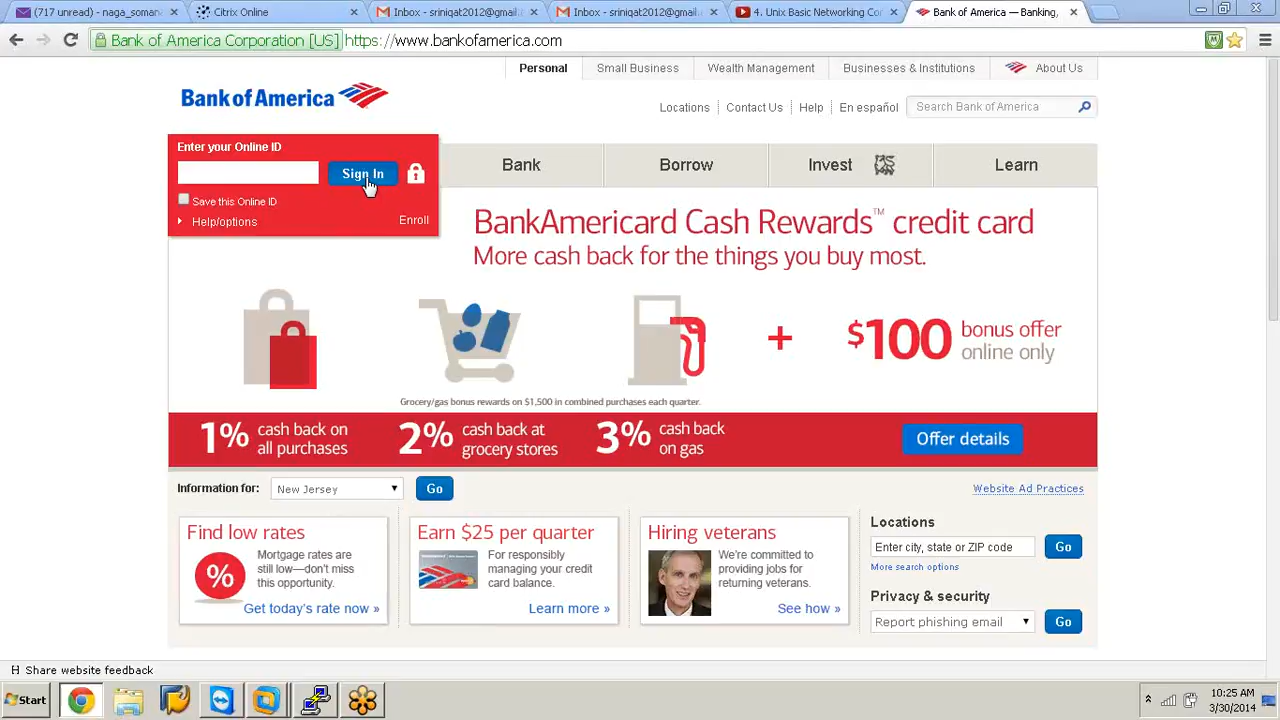 (717 unread) - naga_soman
Citrix Online
Inbox - sriniqat2012@gmail
Inbox - sriniqat2012@gmail
4. Unix Basic Networking Con
Bank of America — Banking,
Bank of America Corporation [US] https://www.bankofamerica.com
Personal
Small Business
Wealth Management
Businesses & Institutions
About Us
Bank of America
Locations
Contact Us
Help
En español
Search Bank of America
Enter your Online ID
Sign In
Save this Online ID
Help/options
Enroll
Bank
Borrow
Invest
Learn
BankAmericard Cash Rewards™ credit card
More cash back for the things you buy most.
+
$100 bonus offer
online only
Grocery/gas bonus rewards on $1,500 in combined purchases each quarter.
1% cash back on
all purchases
2% cash back at
grocery stores
3% cash back
on gas
Offer details
Information for:
New Jersey
Go
Website Ad Practices
Find low rates
%
Mortgage rates are
still low—don't miss
this opportunity.
Get today's rate now »
Earn $25 per quarter
For responsibly
managing your credit
card balance.
Learn more »
Hiring veterans
We're committed to
providing jobs for
returning veterans.
See how »
Locations
Enter city, state or ZIP code
Go
More search options
Privacy & security
Report phishing email
Go
Share website feedback
Start
10:25 AM
3/30/2014